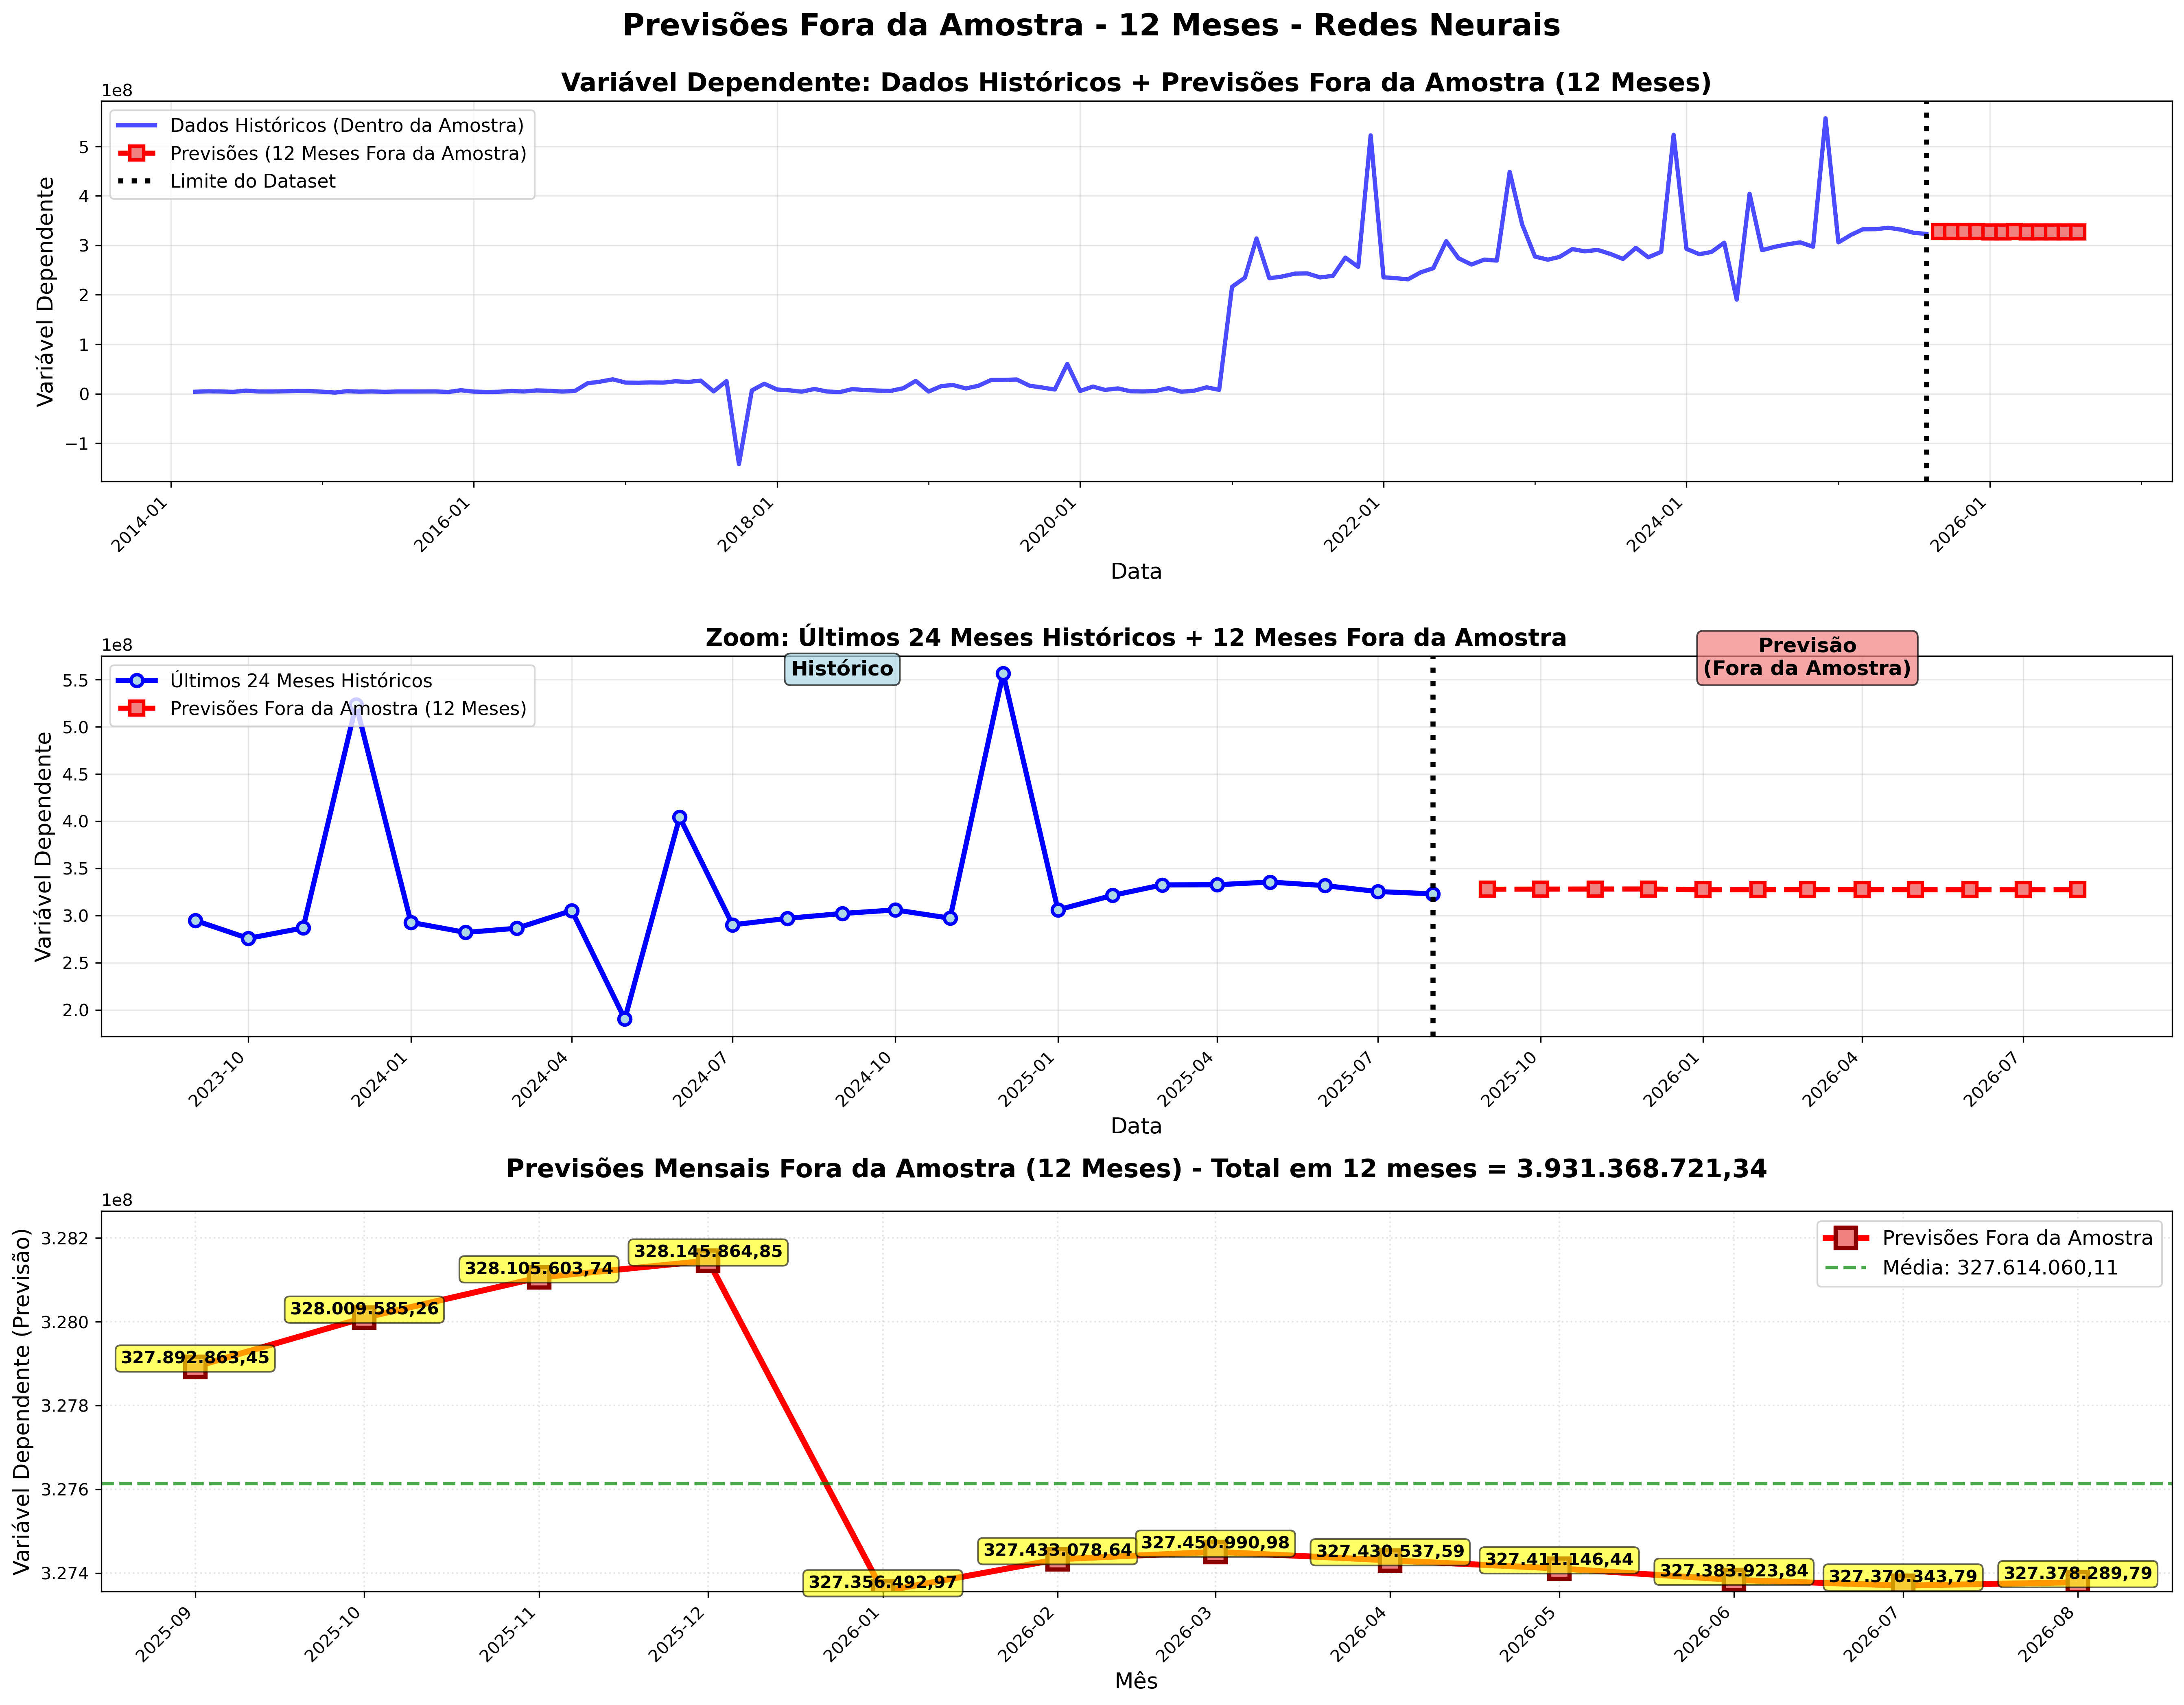 Previsões Fora da Amostra - 12 Meses - Redes Neurais
Variável Dependente: Dados Históricos + Previsões Fora da Amostra (12 Meses)
1e8
Dados Históricos (Dentro da Amostra)
Previsões (12 Meses Fora da Amostra)
Limite do Dataset
Variável Dependente
5
4
3
2
1
0
−1
2014-01
2016-01
2018-01
2020-01
2022-01
2024-01
2026-01
Data
Zoom: Últimos 24 Meses Históricos + 12 Meses Fora da Amostra
1e8
Últimos 24 Meses Históricos
Previsões Fora da Amostra (12 Meses)
Histórico
Previsão
(Fora da Amostra)
Variável Dependente
5.5
5.0
4.5
4.0
3.5
3.0
2.5
2.0
2023-10
2024-01
2024-04
2024-07
2024-10
2025-01
2025-04
2025-07
2025-10
2026-01
2026-04
2026-07
Data
Previsões Mensais Fora da Amostra (12 Meses) - Total em 12 meses = 3.931.368.721,34
1e8
Previsões Fora da Amostra
Média: 327.614.060,11
Variável Dependente (Previsão)
3.282
3.280
3.278
3.276
3.274
327.892.863,45
328.009.585,26
328.105.603,74
328.145.864,85
327.356.492,97
327.433.078,64
327.450.990,98
327.430.537,59
327.411.146,44
327.383.923,84
327.370.343,79
327.378.289,79
2025-09
2025-10
2025-11
2025-12
2026-01
2026-02
2026-03
2026-04
2026-05
2026-06
2026-07
2026-08
Mês